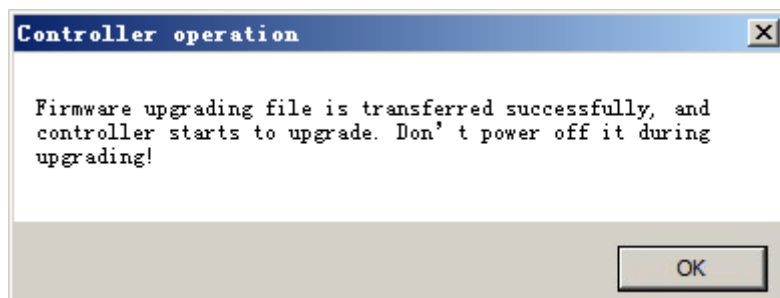 Controller operation
Firmware upgrading file is transferred successfully, and
controller starts to upgrade. Don’t power off it during
upgrading!
OK